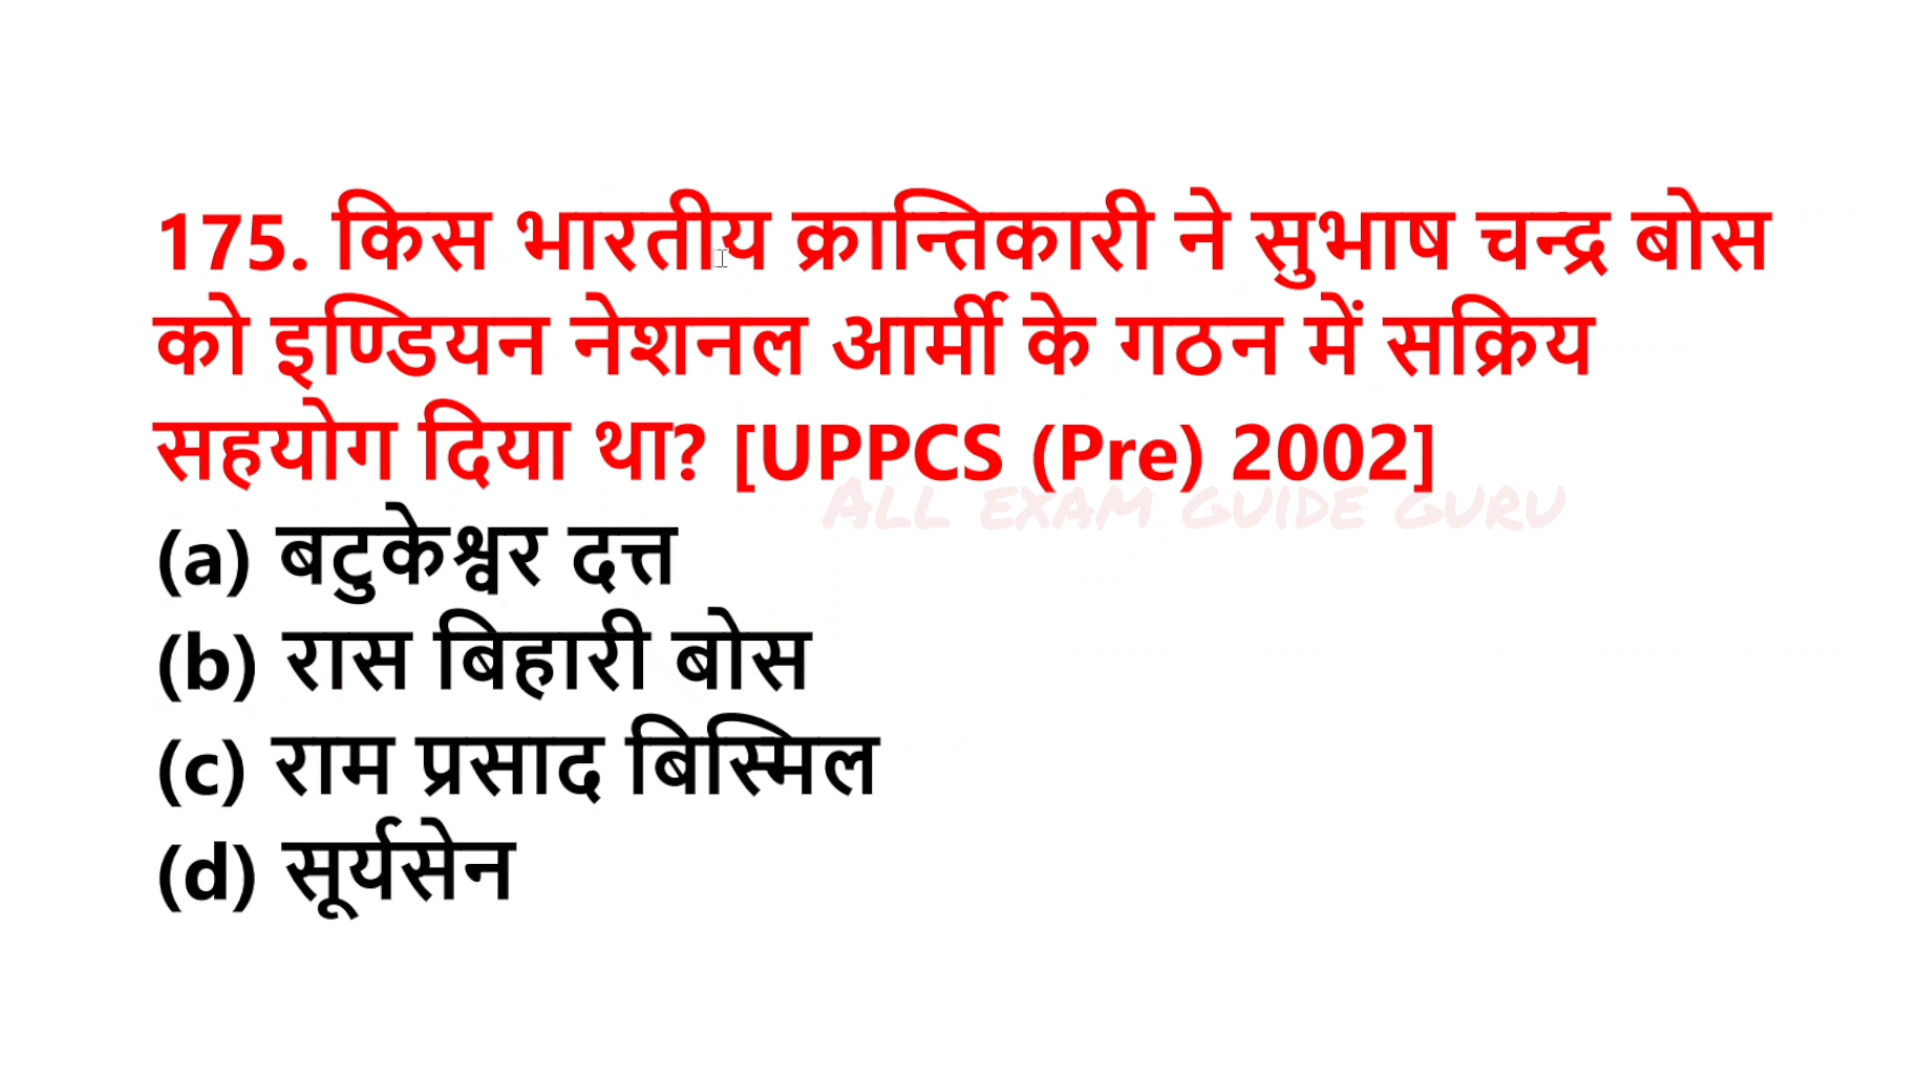 175. किस भारतीय क्रान्तिकारी ने सुभाष चन्द्र बोस
को इण्डियन नेशनल आर्मी के गठन में सक्रिय
सहयोग दिया था? [UPPCS (Pre) 2002]
ALL EXAM GUIDE GURU
(a) बटुकेश्वर दत्त
(b) रास बिहारी बोस
(c) राम प्रसाद बिस्मिल
(d) सूर्यसेन